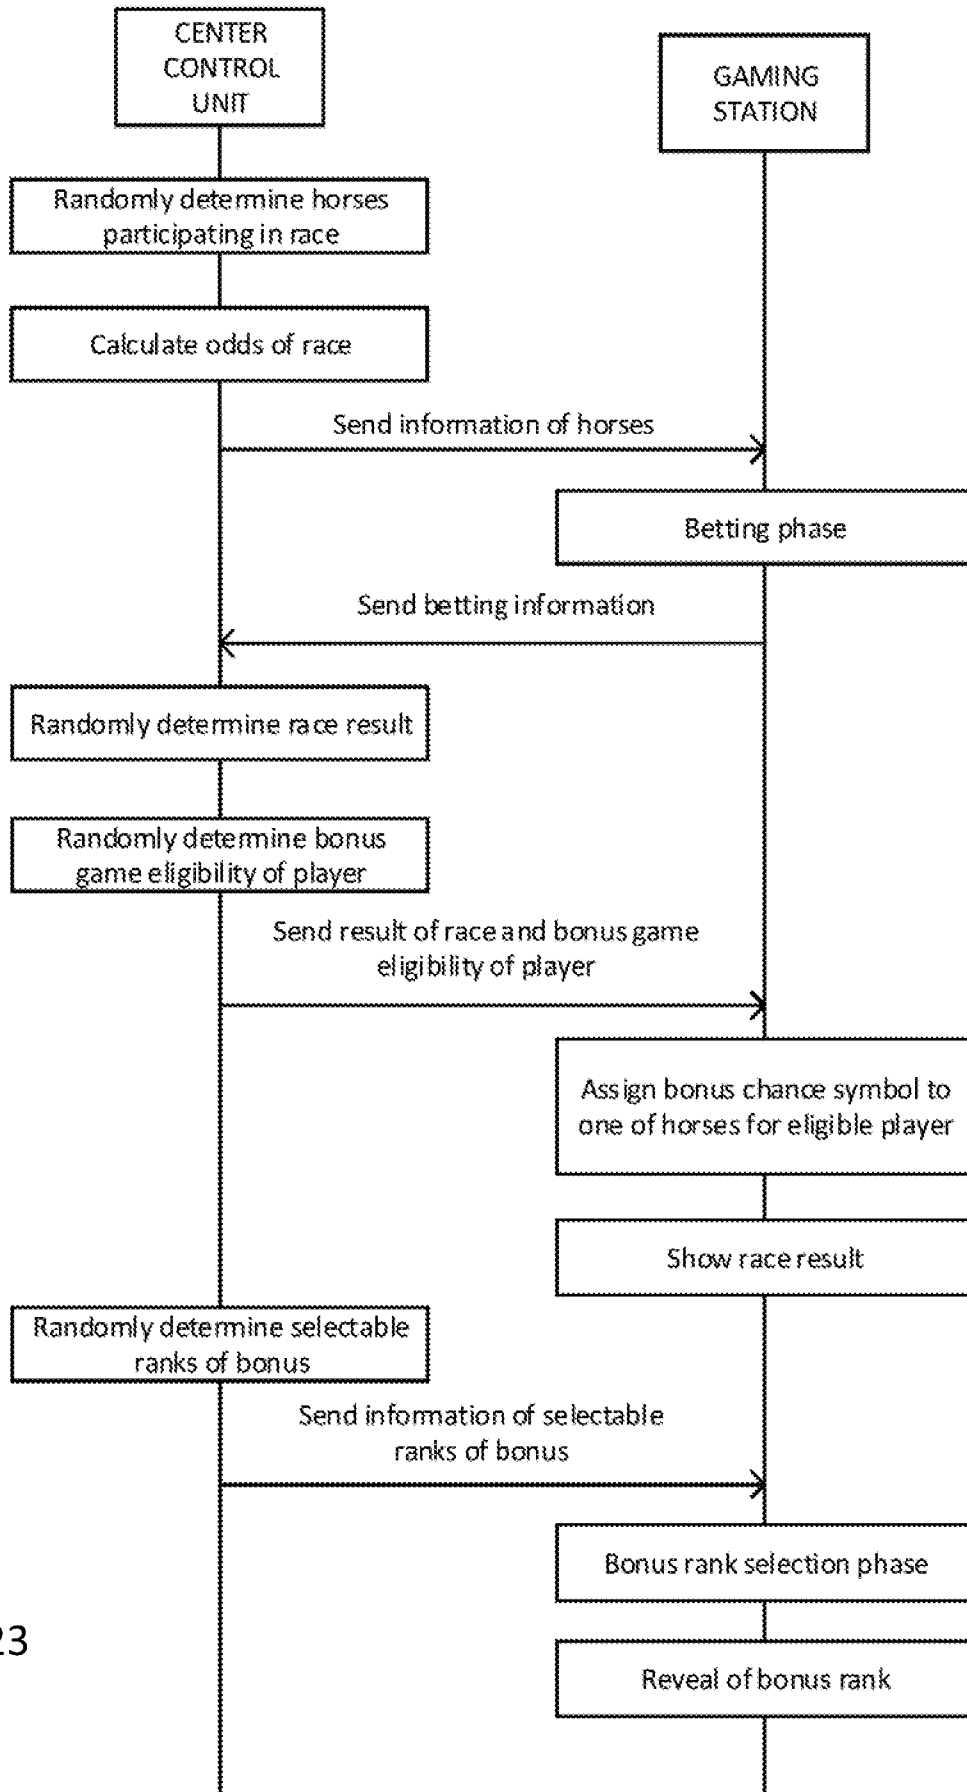 CENTER
CONTROL
UNIT
GAMING
STATION
Randomly determine horses
participating in race
Calculate odds of race
Send information of horses
Betting phase
Send betting information
Randomly determine race result
Randomly determine bonus
game eligibility of player
Send result of race and bonus game
eligibility of player
Assign bonus chance symbol to
one of horses for eligible player
Show race result
Randomly determine selectable
ranks of bonus
Send information of selectable
ranks of bonus
Bonus rank selection phase
23
Reveal of bonus rank